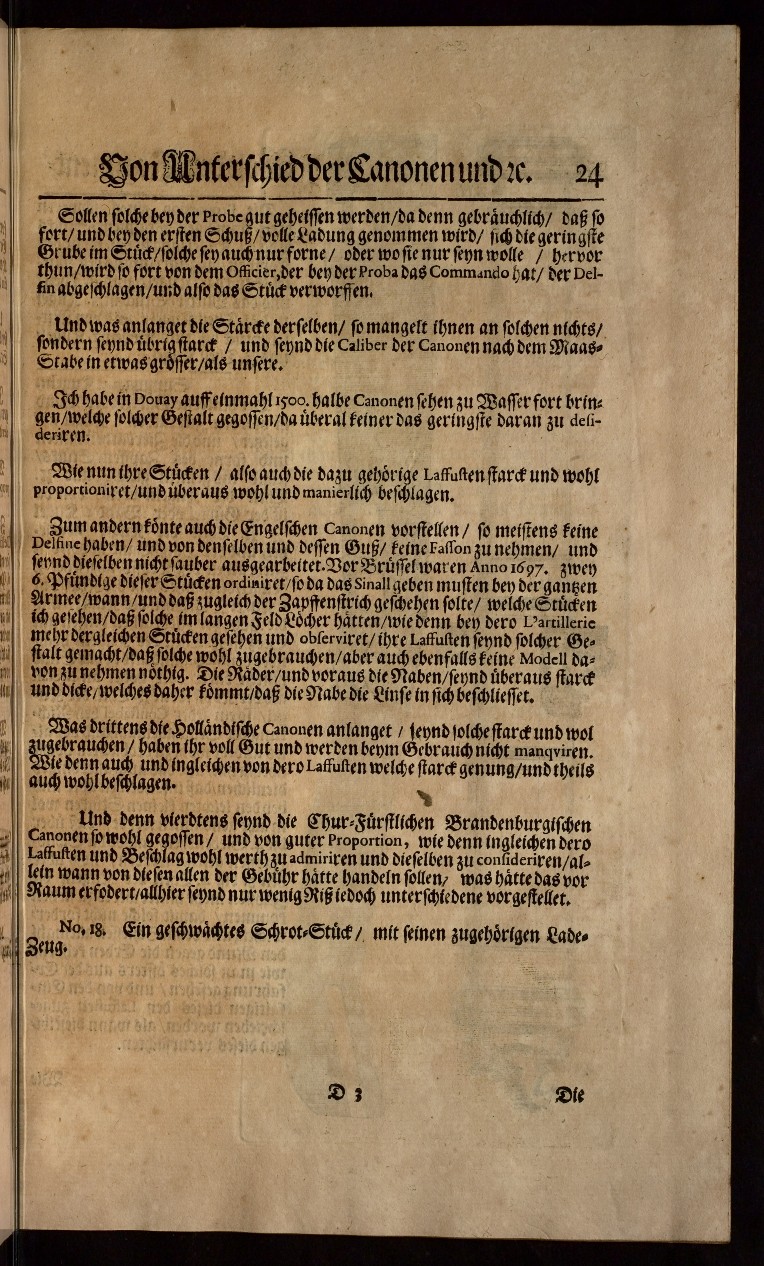 Von Unterschied der Canonen und ꝛc. 24
Sollen solche bey der Probe gut geheissen werden/da denn gebräuchlich/ daß so
fort/ und bey den ersten Schuß/volle Ladung genommen wird/ sich die geringste
Grube im Stück/solche sey auch nur forne/ oder wo sie nur seyn wolle / hervor
thun/wird so fort von dem Officier,der bey der Proba das Commando hat/ der Del-
fin abgeschlagen/und also das Stück verworffen.
Und was anlanget die Stärcke derselben/ so mangelt ihnen an solchen nichts/
sondern seynd übrig starck / und seynd die Caliber der Canonen nach dem Maas-
Stabe in etwas grösser/als unsere.
Ich habe in Douay auff einmahl 1500. halbe Canonen sehen zu Wasser fort brin-
gen/welche solcher Gestalt gegossen/da überal keiner das geringste daran zu desi-
deriren.
Wie nun ihre Stücken / also auch die dazu gehörige Laffusten starck und wohl
proportioniret/und überaus wohl und manierlich beschlagen.
Zum andern könte auch die Engelschen Canonen vorstellen/ so meistens keine
Delfine haben/ und von denselben und dessen Guß/ keine Fasson zu nehmen/ und
seynd dieselben nicht sauber ausgearbeitet. Vor Brüssel waren Anno 1697. zwey
6. Pfündige dieser Stücken ordiniret/so da das Sinall geben musten bey der gantzen
Armee/wann/und daß zugleich der Zapffenstrich geschehen solte/ welche Stücken
ich gesehen/daß solche im langen Feld Löcher hätten/wie denn bey dero L'artillerie
mehr dergleichen Stücken gesehen und observiret/ihre Laffusten seynd solcher Ge-
stalt gemacht/daß solche wohl zugebrauchen/aber auch ebenfalls keine Modell da-
von zu nehmen nöthig. Die Räder/und voraus die Naben/seynd überaus starck
und dicke/welches daher kömmt/daß die Nabe die Linse in sich beschliesset.
Was drittens die Holländische Canonen anlanget / seynd solche starck und wol
zugebrauchen/ haben ihr voll Gut und werden beym Gebrauch nicht manqviren.
Wie denn auch und ingleichen von dero Laffusten welche starck genung/und theils
auch wohl beschlagen.
Und denn vierdtens seynd die Chur-Fürstlichen Brandenburgischen
Canonen so wohl gegossen/ und von guter Proportion, wie denn ingleichen dero
Laffusten und Beschlag wohl werth zu admiriren und dieselben zu consideriren/al-
lein wann von diesen allen der Gebühr hätte handeln sollen/ was hätte das vor
Raum erfodert/allhier seynd nur wenig Riß jedoch unterschiedene vorgestellet.
No. 18. Ein geschwächtes Schrot-Stück/ mit seinen zugehörigen Lade-
Zeug.
D 3 Die